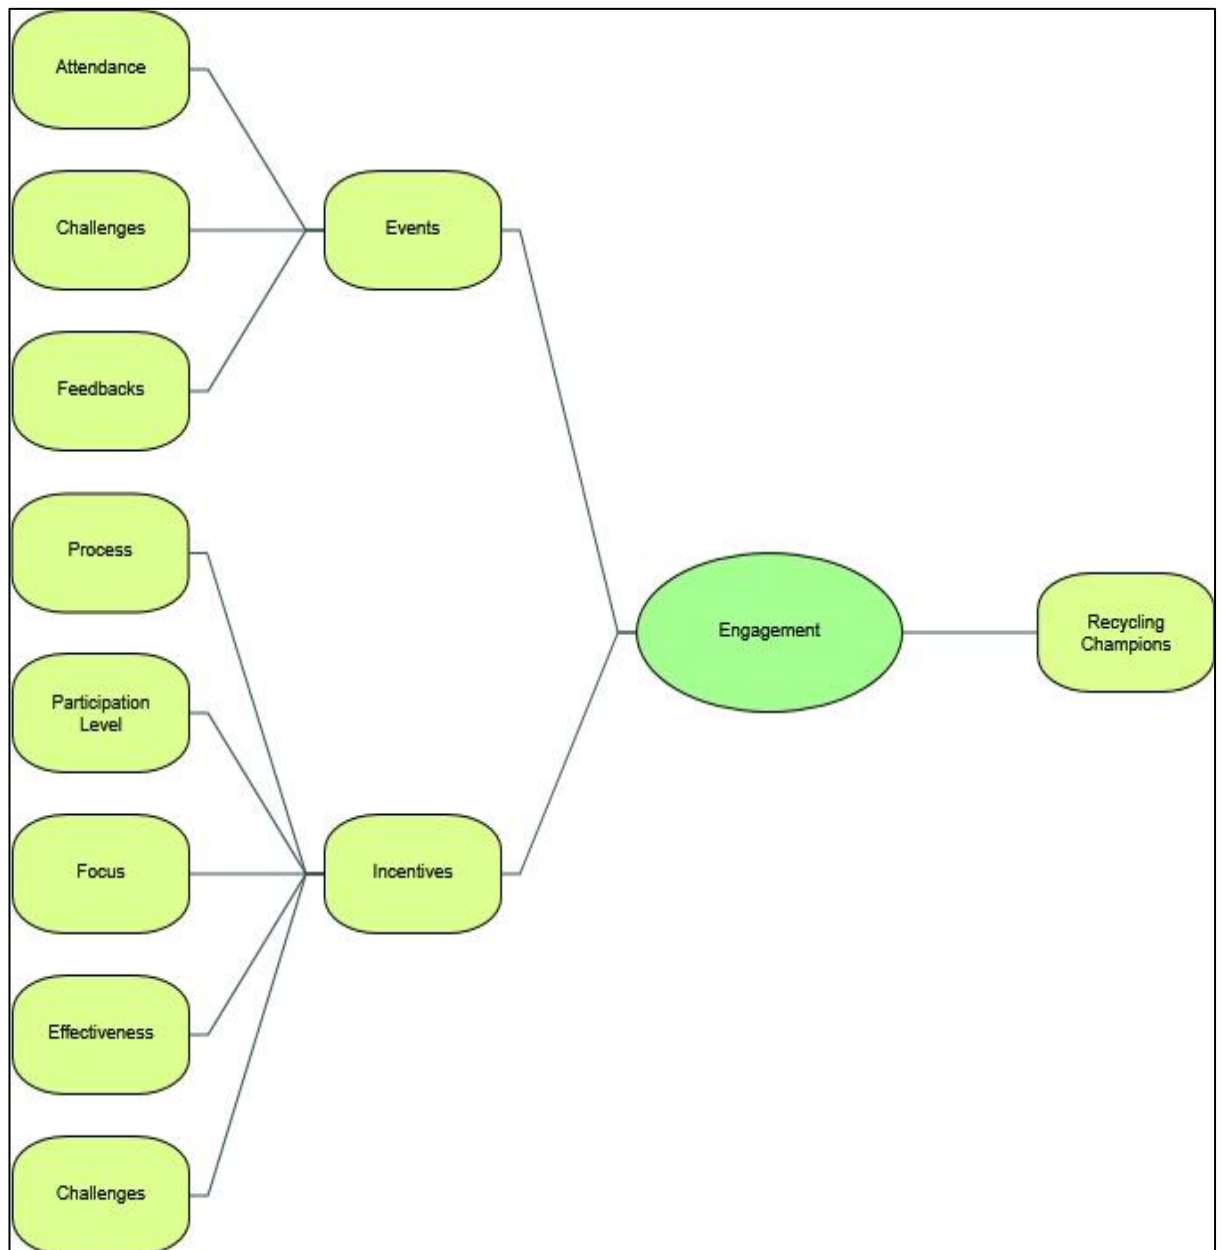 Attendance
Challenges
Events
Feedbacks
Process
Engagement
Recycling
Champions
Participation
Level
Focus
Incentives
Effectiveness
Challenges